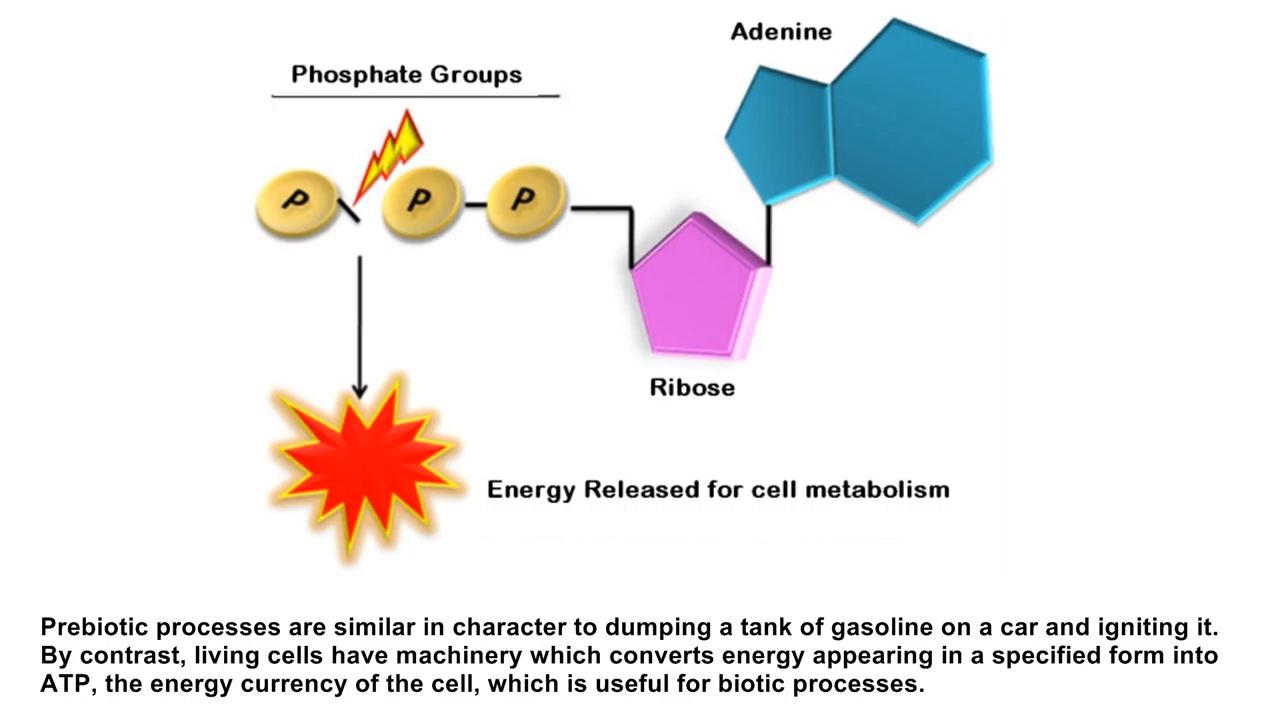 Adenine
Phosphate Groups
P
P
P
Ribose
Energy Released for cell metabolism
Prebiotic processes are similar in character to dumping a tank of gasoline on a car and igniting it.
By contrast, living cells have machinery which converts energy appearing in a specified form into
ATP, the energy currency of the cell, which is useful for biotic processes.